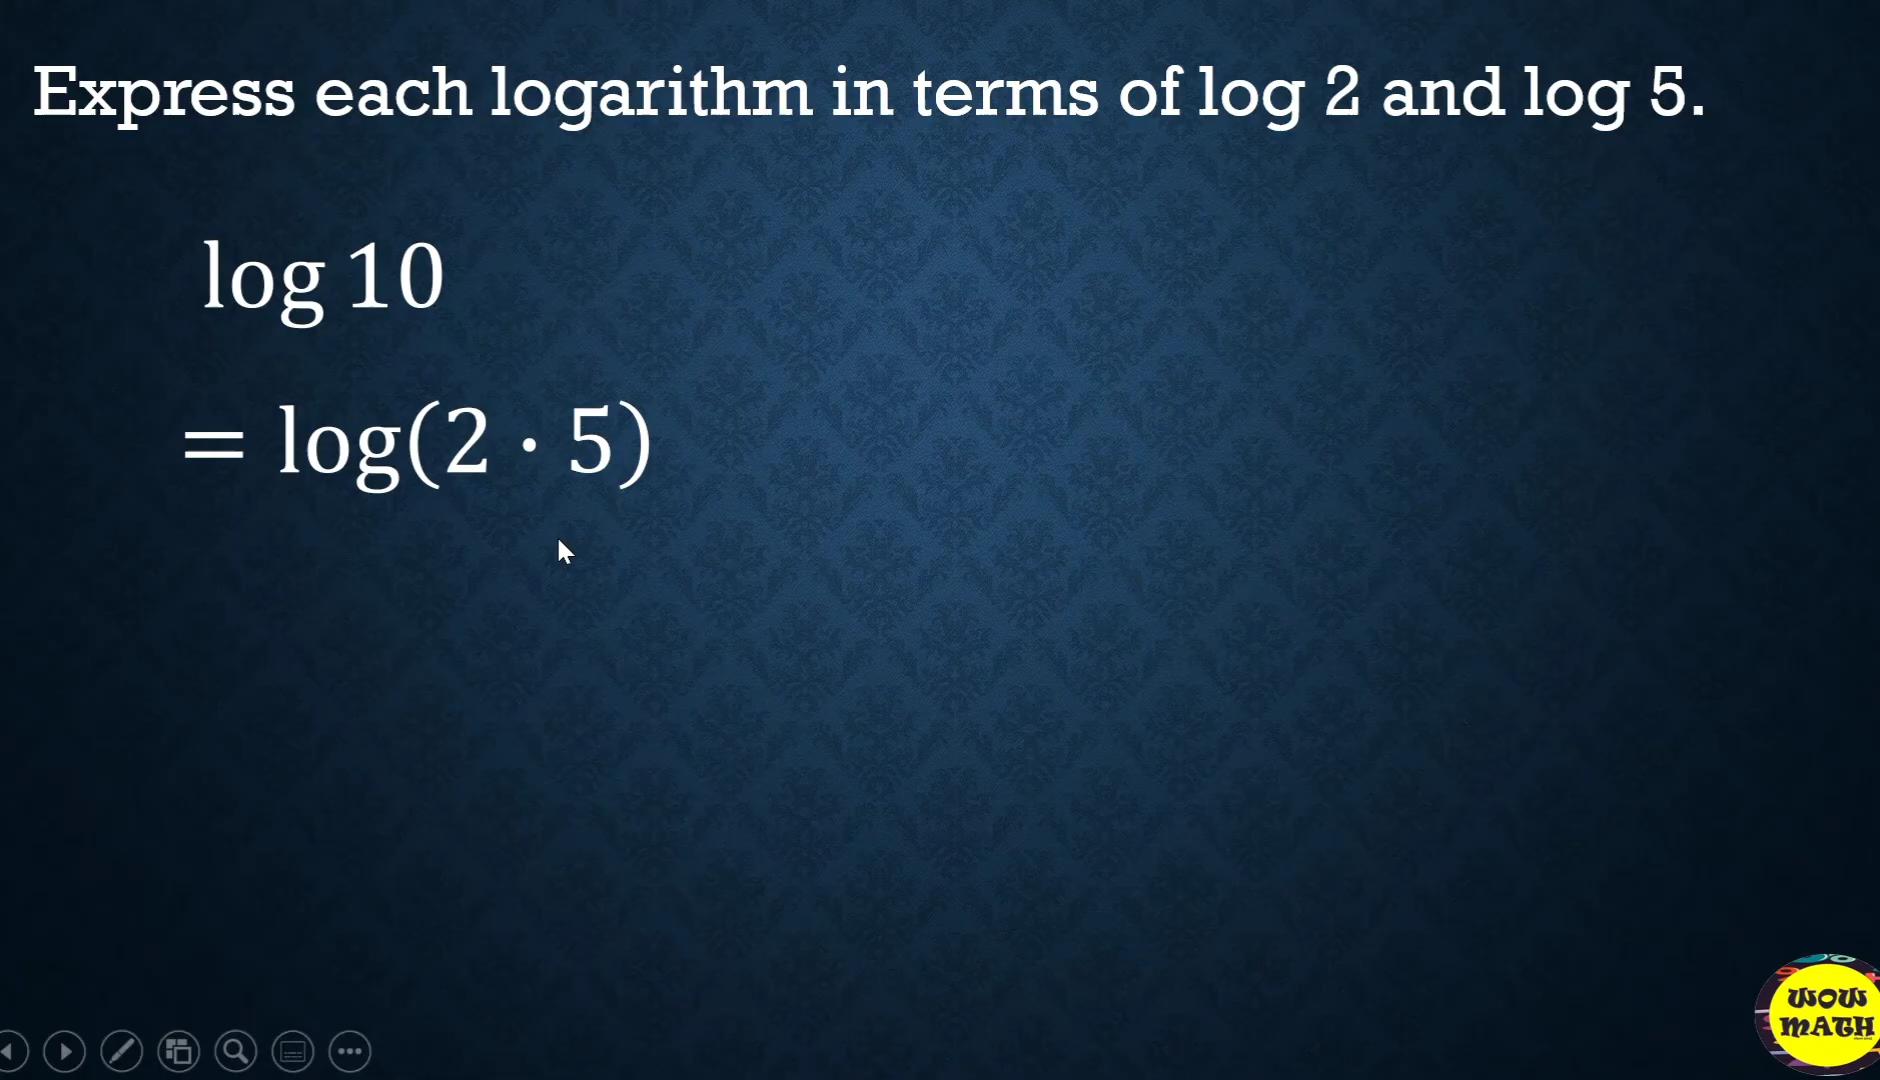 Express each logarithm in terms of log 2 and log 5.
log 10
= log(2 · 5)
WOW
MATH